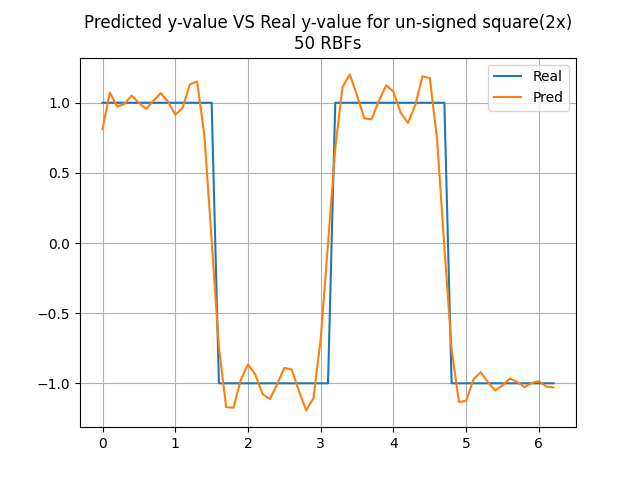 Predicted y-value VS Real y-value for un-signed square(2x)
50 RBFs
Real
Pred
1.0
0.5
0.0
−0.5
−1.0
0 1 2 3 4 5 6